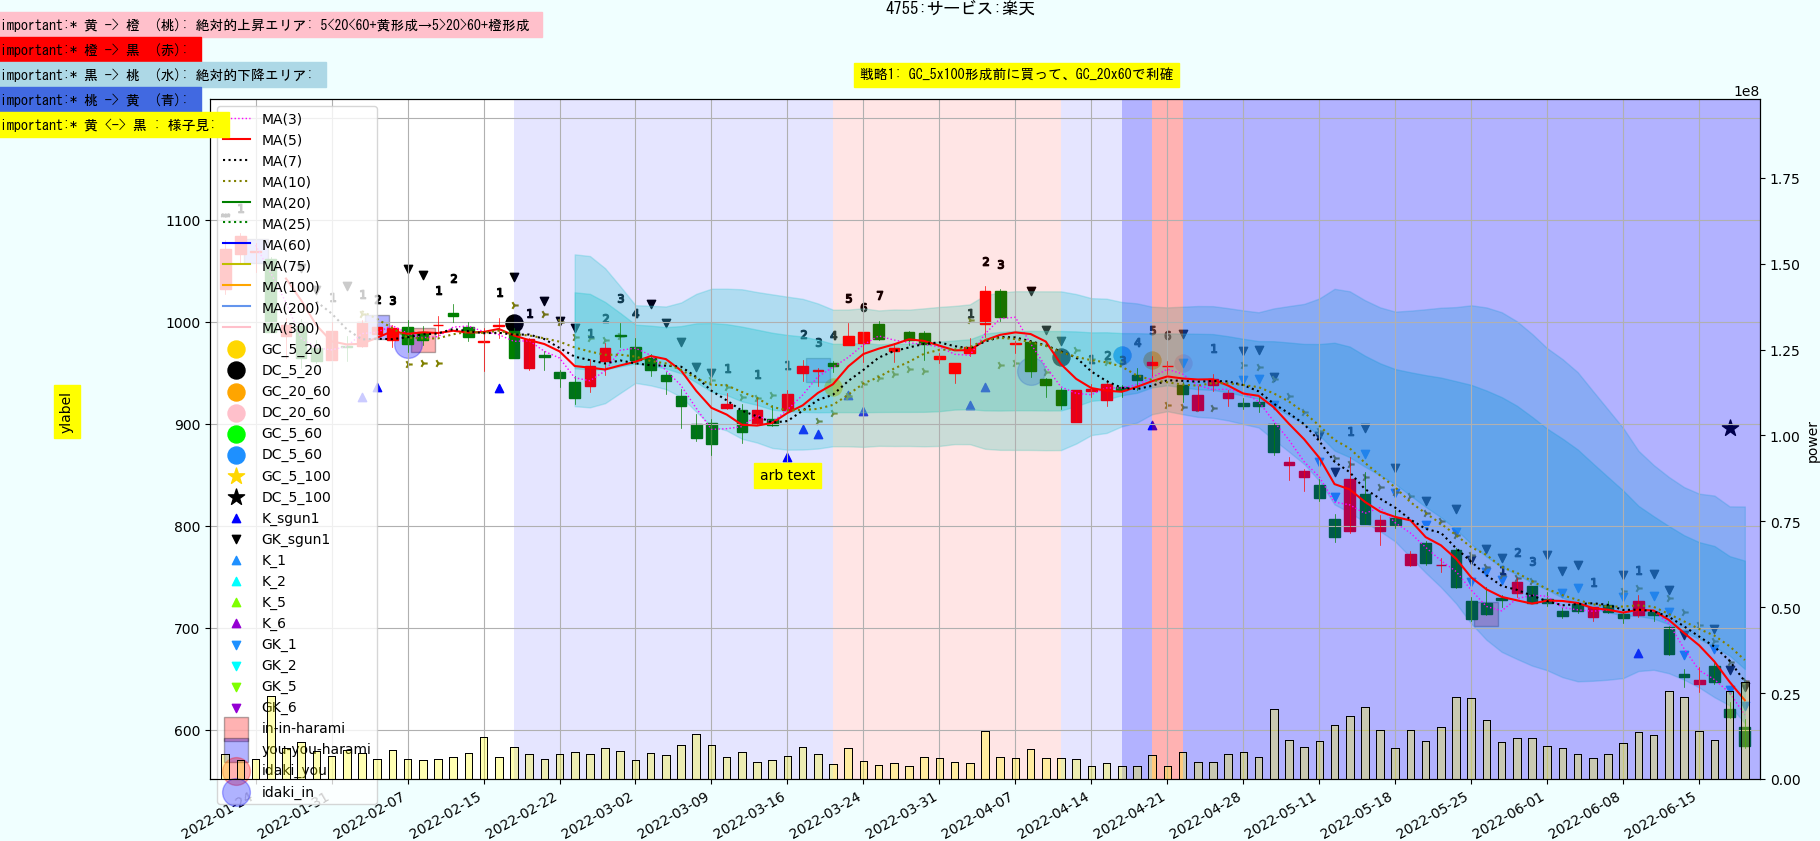 4755:サービス:楽天
important:* 黄 -> 橙 (桃): 絶対的上昇エリア: 5<20<60+黄形成→5>20>60+橙形成
important:* 橙 -> 黒 (赤):
important:* 黒 -> 桃 (水): 絶対的下降エリア:
戦略1: GC_5x100形成前に買って、GC_20x60で利確
important:* 桃 -> 黄 (青):
important:* 黄 <-> 黒 : 様子見:
1e8
MA(3)
MA(5)
MA(7)
MA(10)
MA(20)
MA(25)
MA(60)
MA(75)
MA(100)
MA(200)
MA(300)
GC_5_20
DC_5_20
GC_20_60
DC_20_60
GC_5_60
DC_5_60
GC_5_100
DC_5_100
K_sgun1
GK_sgun1
K_1
K_2
K_5
K_6
GK_1
GK_2
GK_5
GK_6
in-in-harami
you-you-harami
idaki_you
idaki_in
ylabel
1100
1000
900
800
700
600
arb text
power
1.75
1.50
1.25
1.00
0.75
0.50
0.25
0.00
2022-01-24
2022-01-31
2022-02-07
2022-02-15
2022-02-22
2022-03-02
2022-03-09
2022-03-16
2022-03-24
2022-03-31
2022-04-07
2022-04-14
2022-04-21
2022-04-28
2022-05-11
2022-05-18
2022-05-25
2022-06-01
2022-06-08
2022-06-15